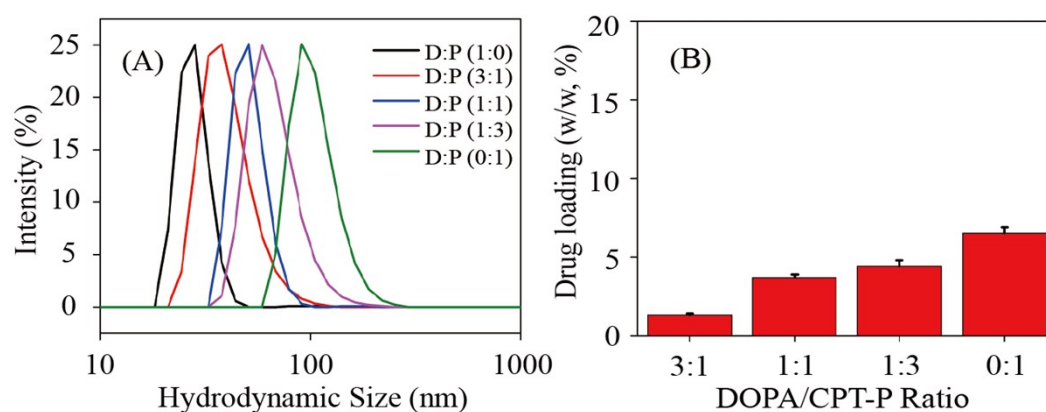 (A)
Intensity (%)
25
20
15
10
5
0
D:P (1:0)
D:P (3:1)
D:P (1:1)
D:P (1:3)
D:P (0:1)
10
100
1000
Hydrodynamic Size (nm)
(B)
Drug loading (w/w, %)
20
15
10
5
0
3:1
1:1
1:3
0:1
DOPA/CPT-P Ratio